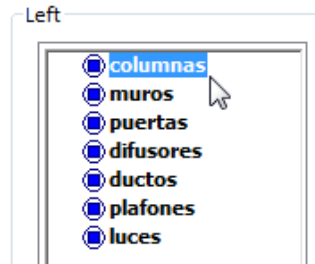 Left
columnas
muros
puertas
difusores
ductos
plafones
luces